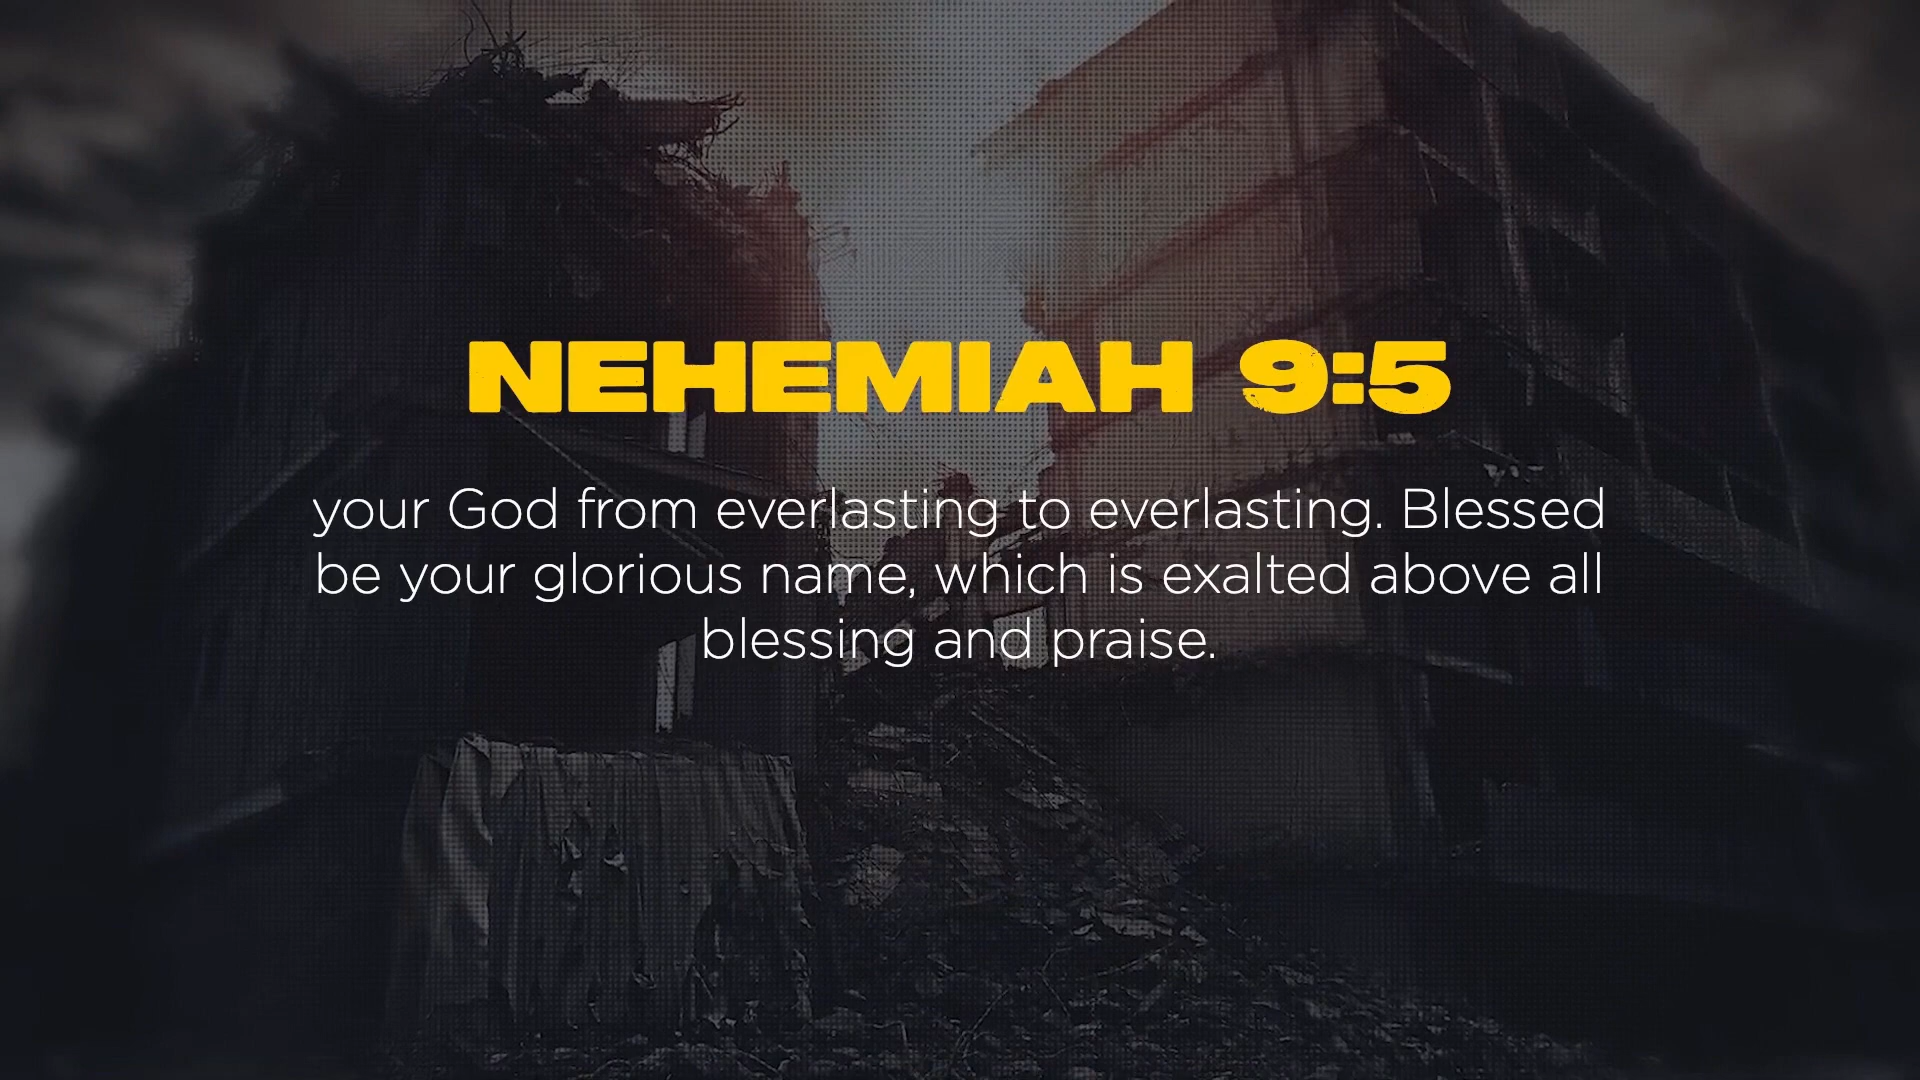 NEHEMIAH 9:5
your God from everlasting to everlasting. Blessed
be your glorious name, which is exalted above all
blessing and praise.